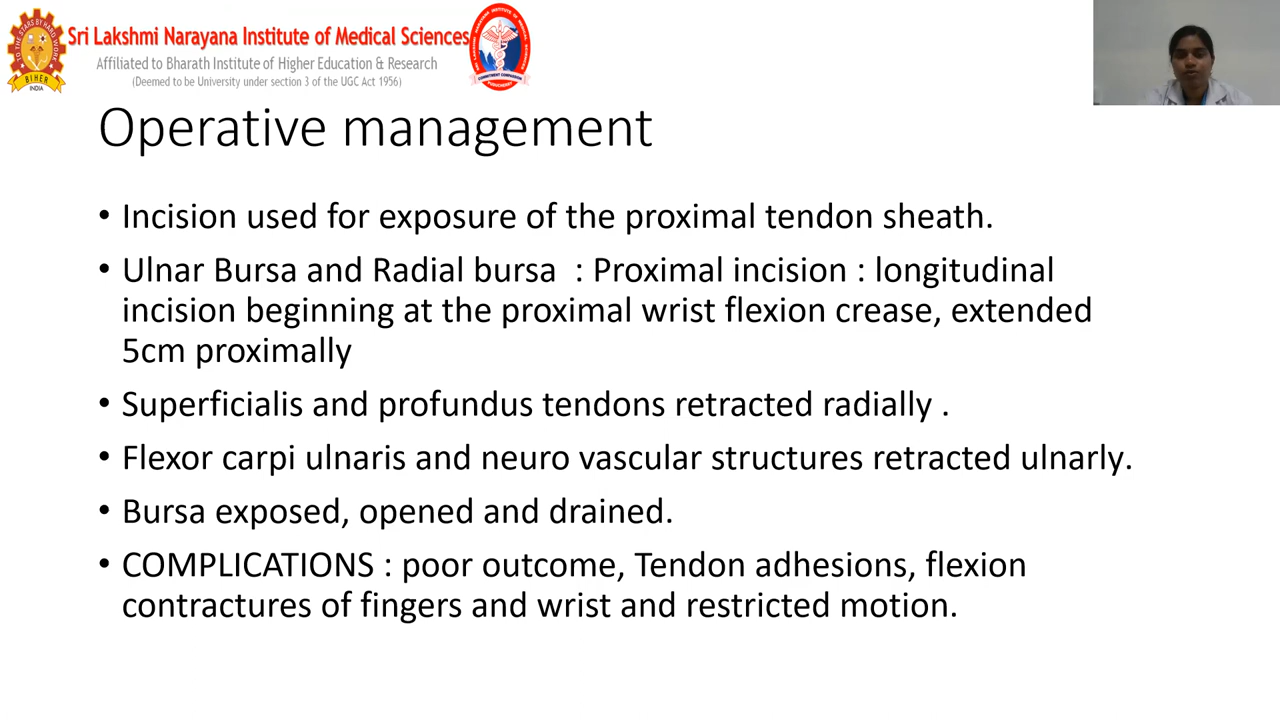 Sri Lakshmi Narayana Institute of Medical Sciences
Affiliated to Bharath Institute of Higher Education & Research
(Deemed to be University under section 3 of the UGC Act 1956)
BIHER
INDIA
Operative management
• Incision used for exposure of the proximal tendon sheath.
• Ulnar Bursa and Radial bursa : Proximal incision : longitudinal
incision beginning at the proximal wrist flexion crease, extended
5cm proximally
• Superficialis and profundus tendons retracted radially .
• Flexor carpi ulnaris and neuro vascular structures retracted ulnarly.
• Bursa exposed, opened and drained.
• COMPLICATIONS : poor outcome, Tendon adhesions, flexion
contractures of fingers and wrist and restricted motion.